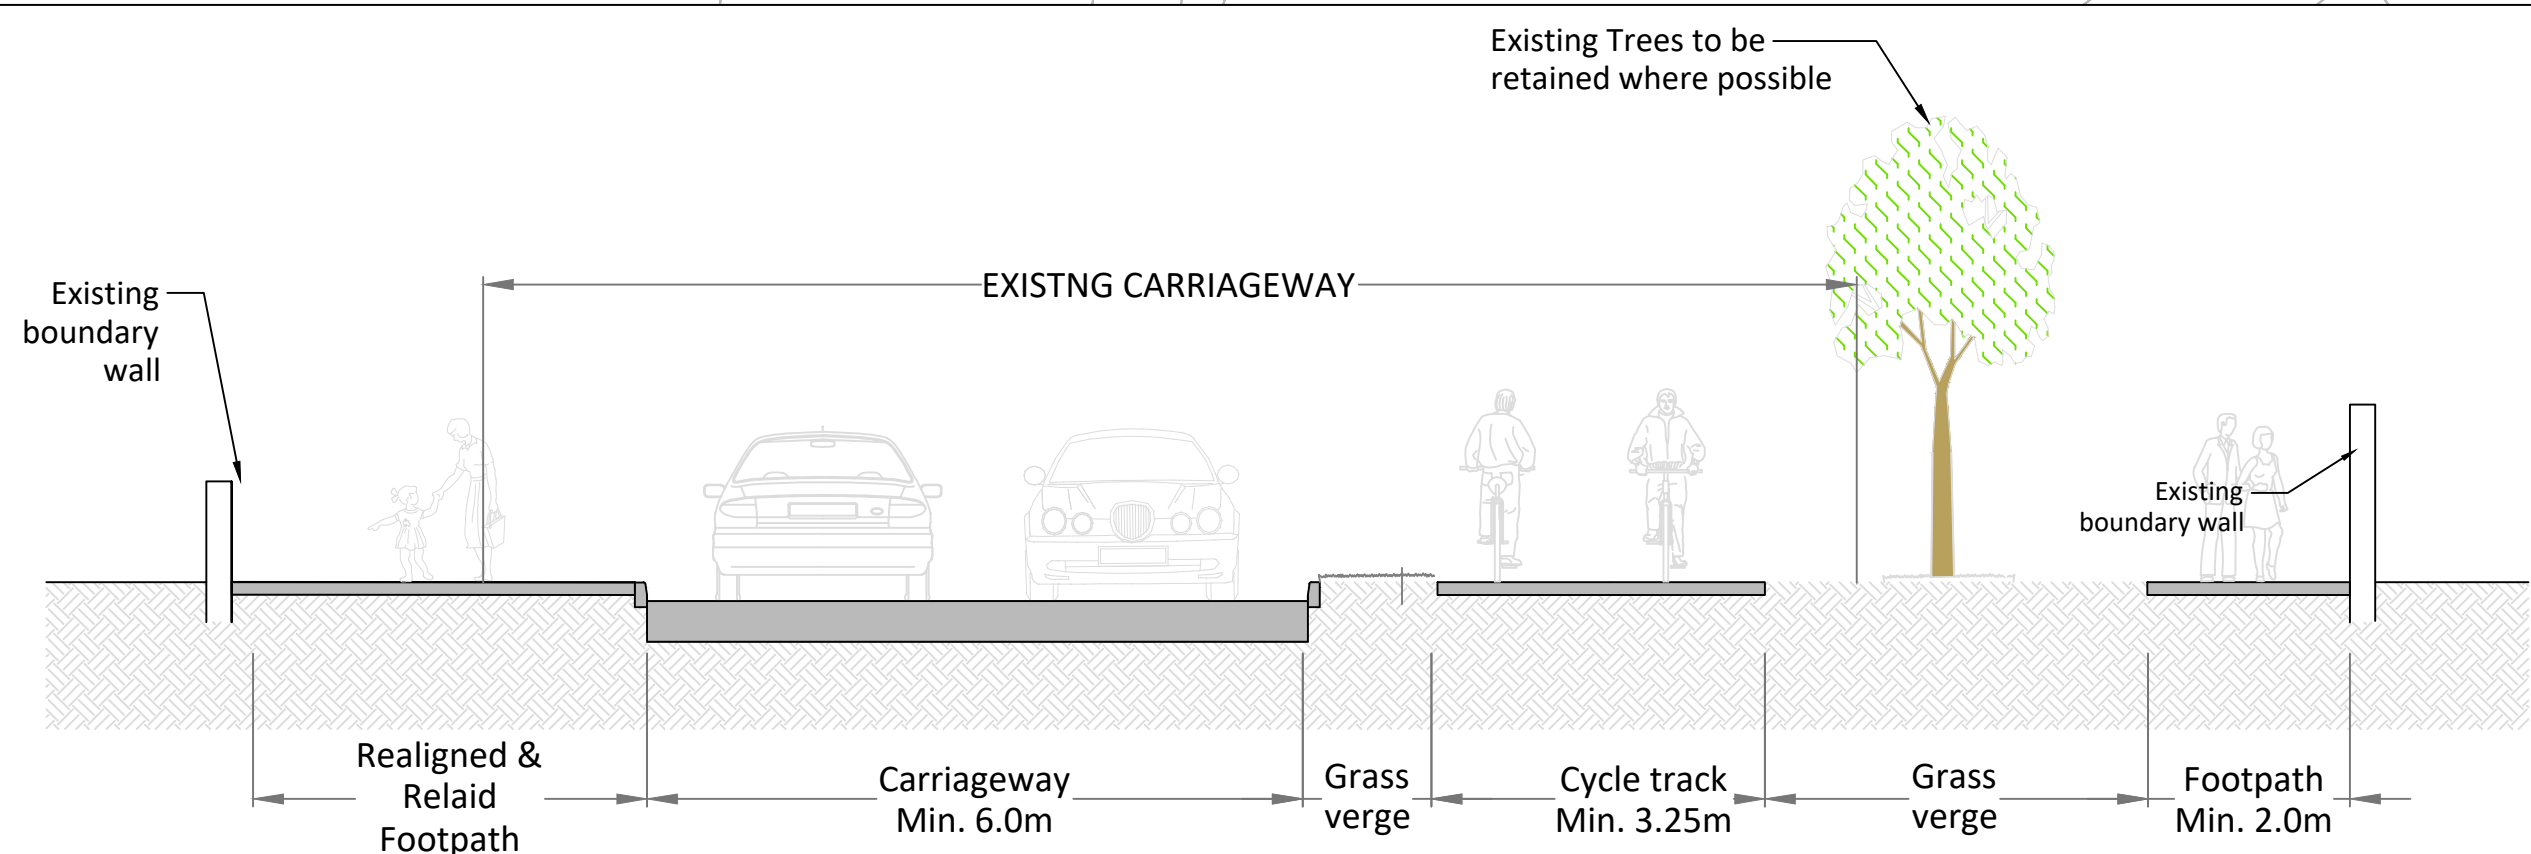 Existing Trees to be
retained where possible
EXISTNG CARRIAGEWAY
Existing
boundary
wall
Existing
boundary wall
Realigned &
Relaid
Footpath
Carriageway
Min. 6.0m
Grass
verge
Cycle track
Min. 3.25m
Grass
verge
Footpath
Min. 2.0m